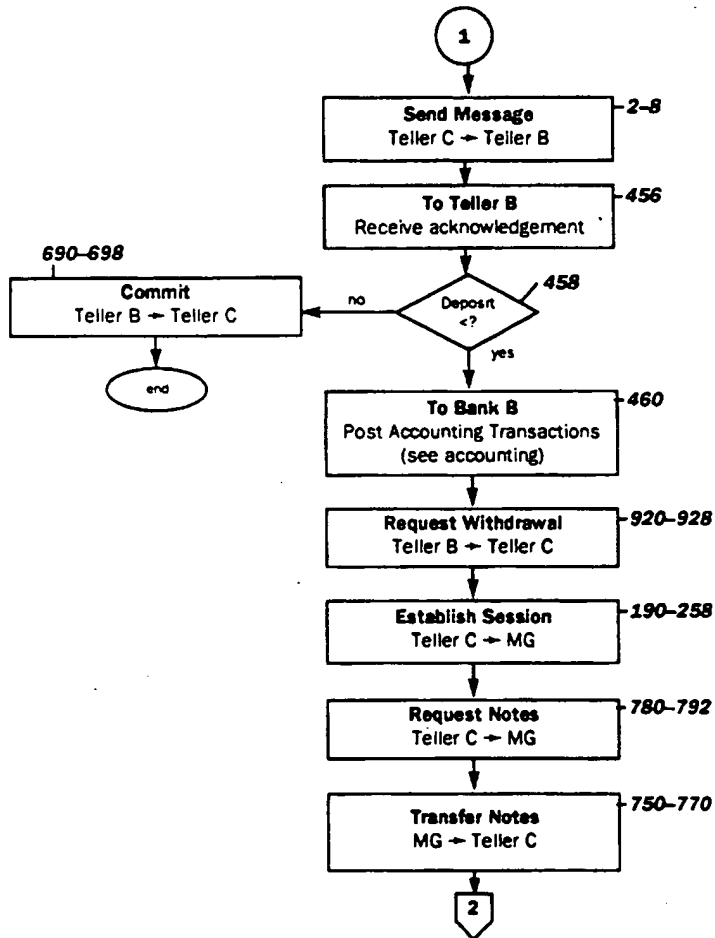 1
Send Message
Teller C → Teller B
2–8
To Teller B
Receive acknowledgement
456
690–698
Commit
Teller B → Teller C
no
Deposit
<?
458
yes
end
To Bank B
Post Accounting Transactions
(see accounting)
460
Request Withdrawal
Teller B → Teller C
920–928
Establish Session
Teller C → MG
190–258
Request Notes
Teller C → MG
780–792
Transfer Notes
MG → Teller C
750–770
2